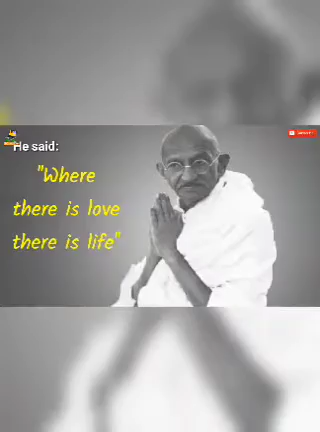 He said:
"Where
there is love
there is life"